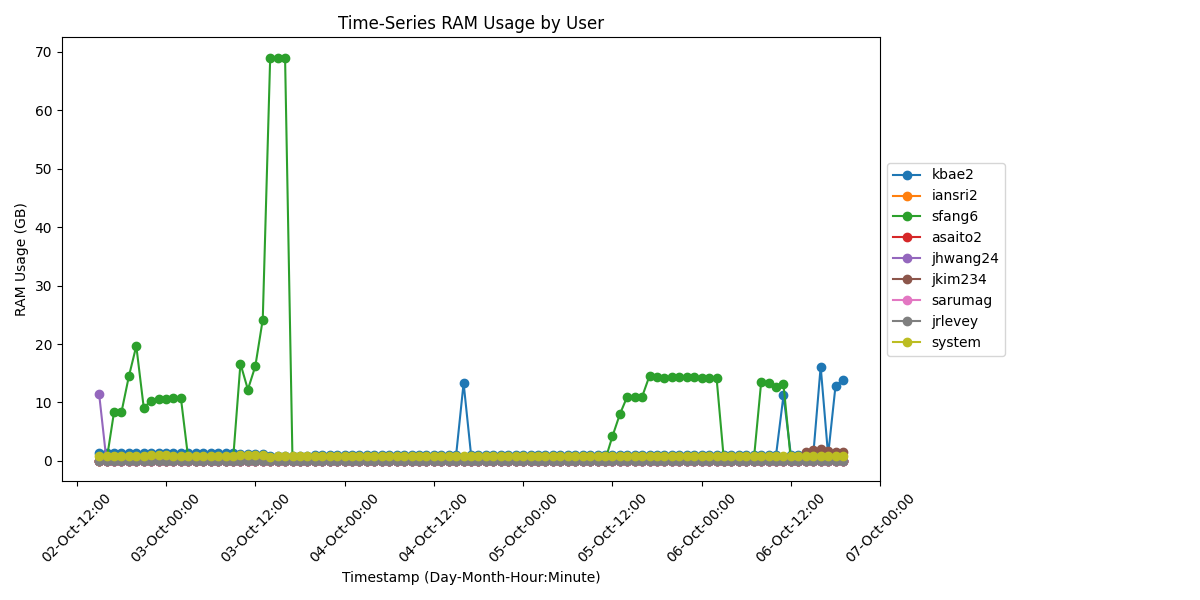 Time-Series RAM Usage by User
70
60
50
40
30
20
10
0
RAM Usage (GB)
02-Oct-12:00
03-Oct-00:00
03-Oct-12:00
04-Oct-00:00
04-Oct-12:00
05-Oct-00:00
05-Oct-12:00
06-Oct-00:00
06-Oct-12:00
07-Oct-00:00
Timestamp (Day-Month-Hour:Minute)
kbae2
iansri2
sfang6
asaito2
jhwang24
jkim234
sarumag
jrlevey
system